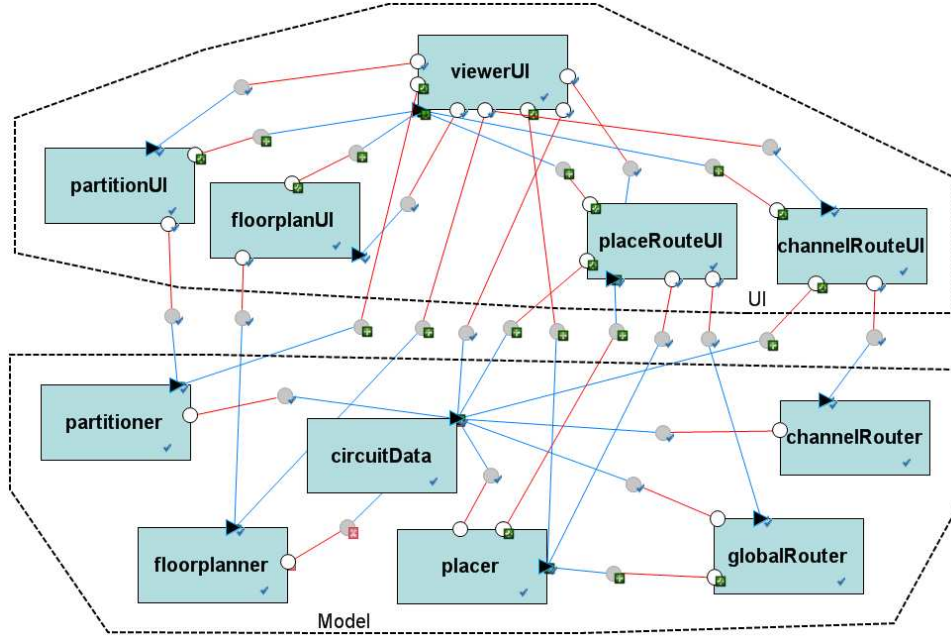 viewerUI
partitionUI
floorplanUI
placeRouteUI
channelRouteUI
UI
partitioner
circuitData
channelRouter
floorplanner
placer
globalRouter
Model